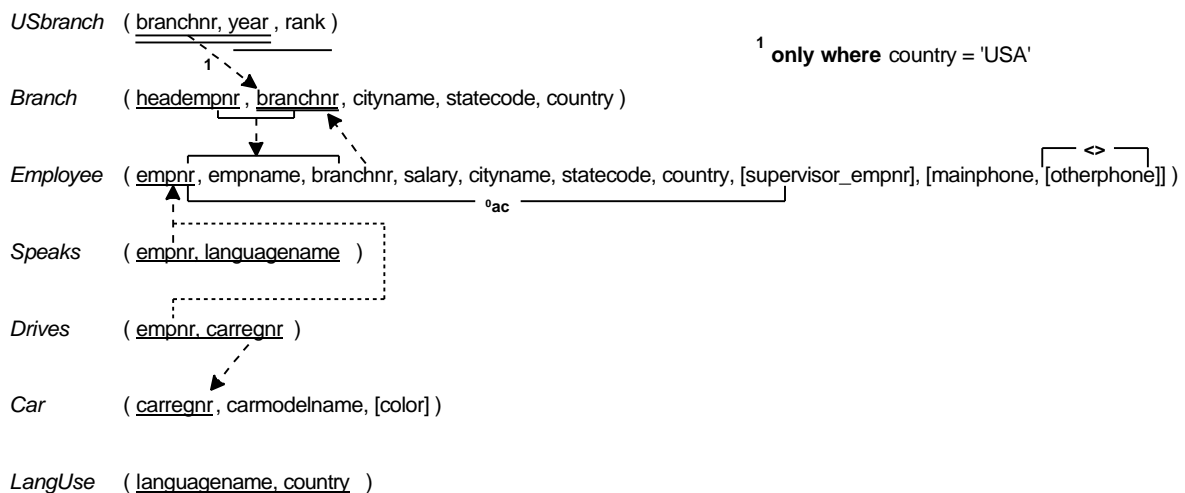 USbranch ( branchnr, year , rank )
1 only where country = 'USA'
1
Branch ( headempnr , branchnr , cityname, statecode, country )
<>
Employee ( empnr, empname, branchnr, salary, cityname, statecode, country, [supervisor_empnr], [mainphone, [otherphone]] )
0ac
Speaks ( empnr, languagename )
Drives ( empnr, carregnr )
Car ( carregnr , carmodelname, [color] )
LangUse ( languagename, country )